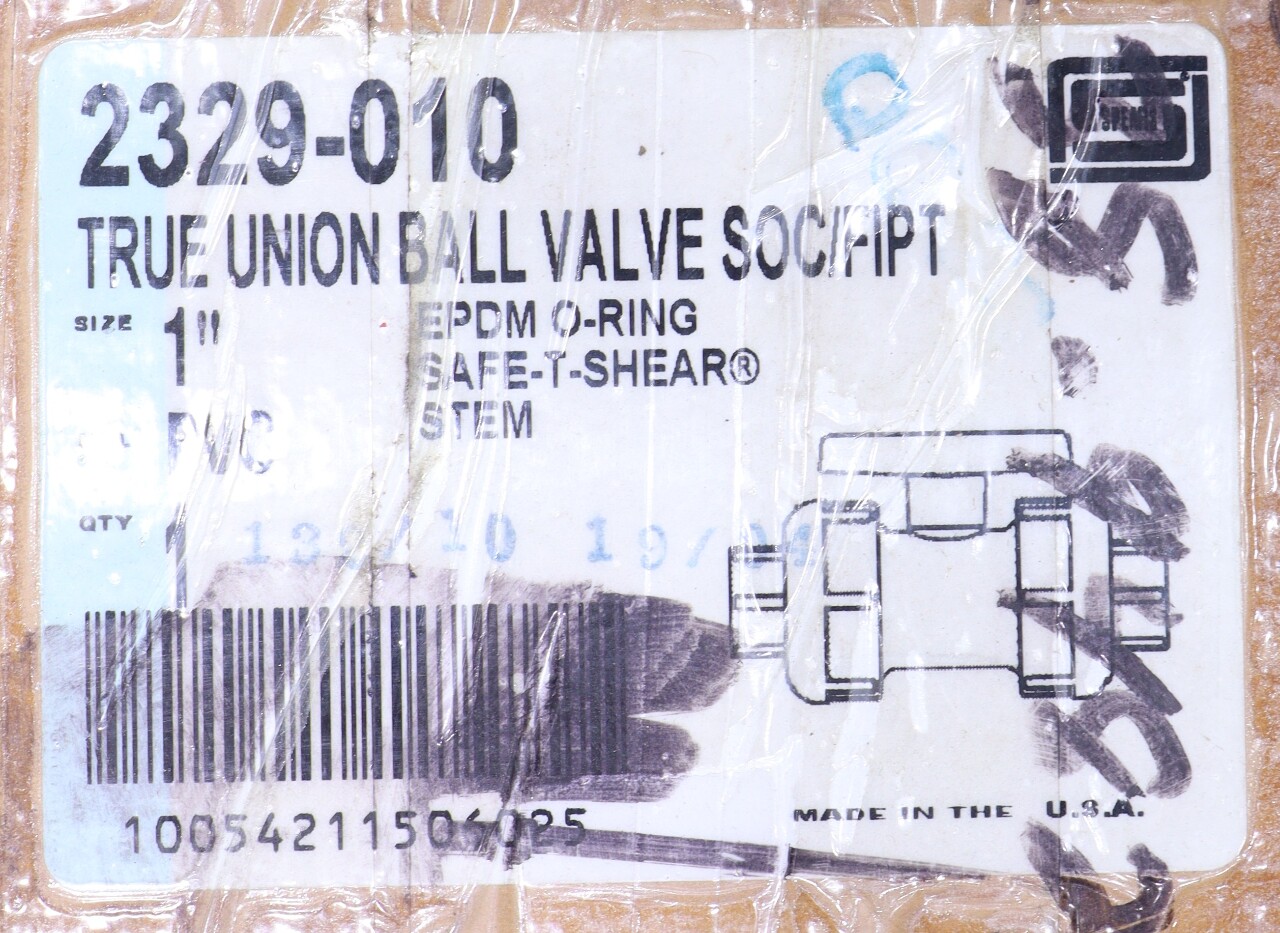 2329-010
SPEARS
TRUE UNION BALL VALVE SOC/FIPT
SIZE 1" EPDM O-RING
SAFE-T-SHEAR®
PVC STEM
QTY 1
MADE IN THE U.S.A.